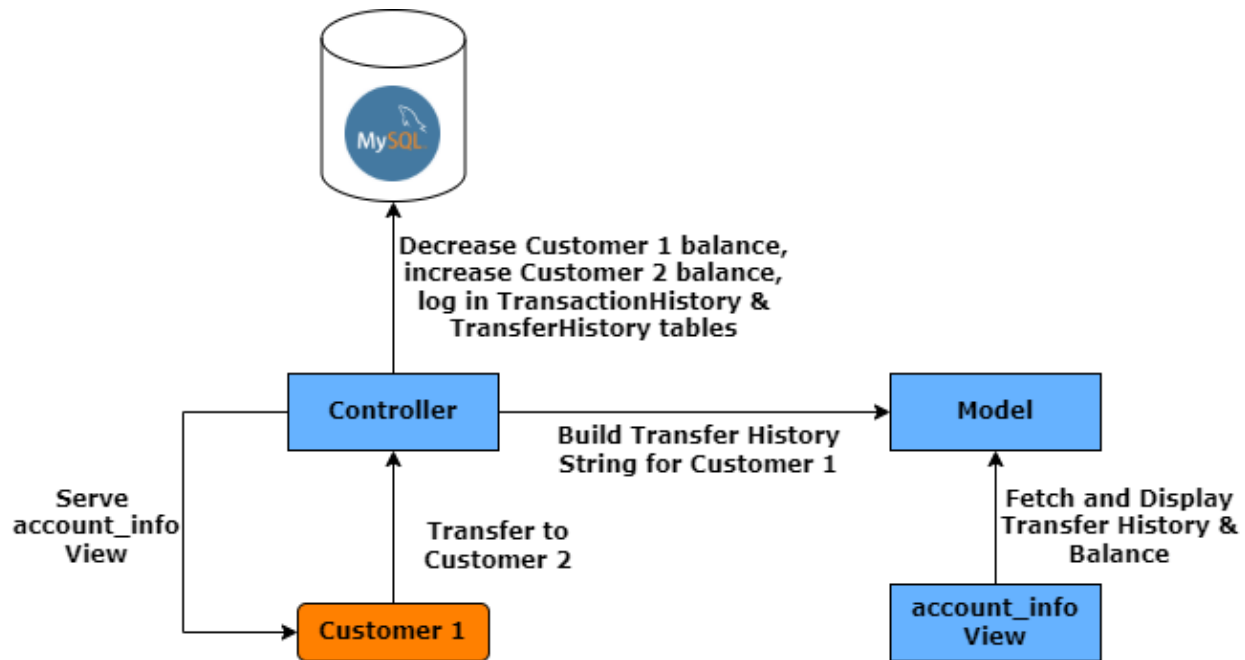 MySQL
Decrease Customer 1 balance,
increase Customer 2 balance,
log in TransactionHistory &
TransferHistory tables
Controller
Model
Build Transfer History
String for Customer 1
Serve
account_info
View
Transfer to
Customer 2
Fetch and Display
Transfer History &
Balance
Customer 1
account_info
View